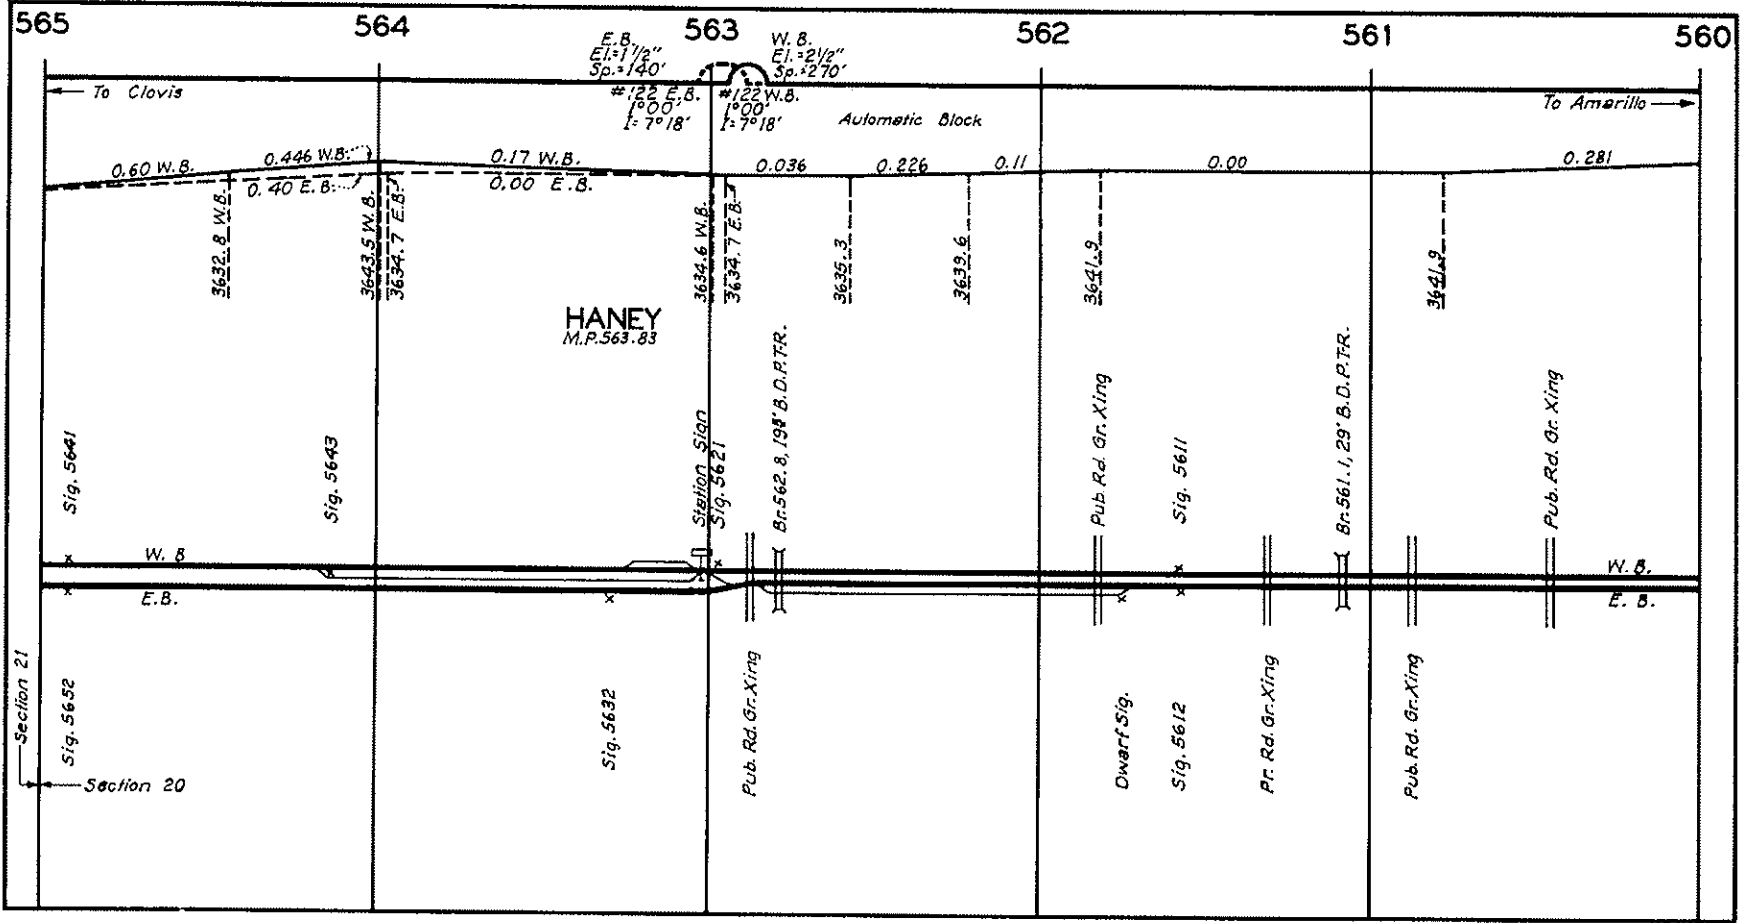 565 564 563 562 561 560
E.B.
El.=1 1/2"
Sp.=140'
W.B.
El.=2 1/2"
Sp.=270'
To Clovis
To Amarillo
#122 E.B.
1°00'
I=7°18'
#122 W.B.
1°00'
I=7°18'
Automatic Block
0.60 W.B. 0.446 W.B. 0.17 W.B. 0.036 0.226 0.11 0.00 0.281
0.40 E.B. 0.00 E.B.
3632.8 W.B.
3643.5 W.B.
3634.7 E.B.
3634.6 W.B.
3634.7 E.B.
3635.3
3639.6
3641.9
3641.9
HANEY
M.P.563.83
Sig. 5641
Sig. 5643
Station Sign
Sig. 5621
Br. 562.8, B.D.P.T.-R.
Pub. Rd. Gr. Xing
Sig. 5611
Br. 561.1, 29' B.D.P.T.-R.
Pub. Rd. Gr. Xing
W. B
W. B.
E.B.
E. B.
Section 21
Sig. 5652
Sig. 5632
Pub. Rd. Gr. Xing
Dwarf Sig.
Sig. 5612
Pr. Rd. Gr. Xing
Pub. Rd. Gr. Xing
Section 20